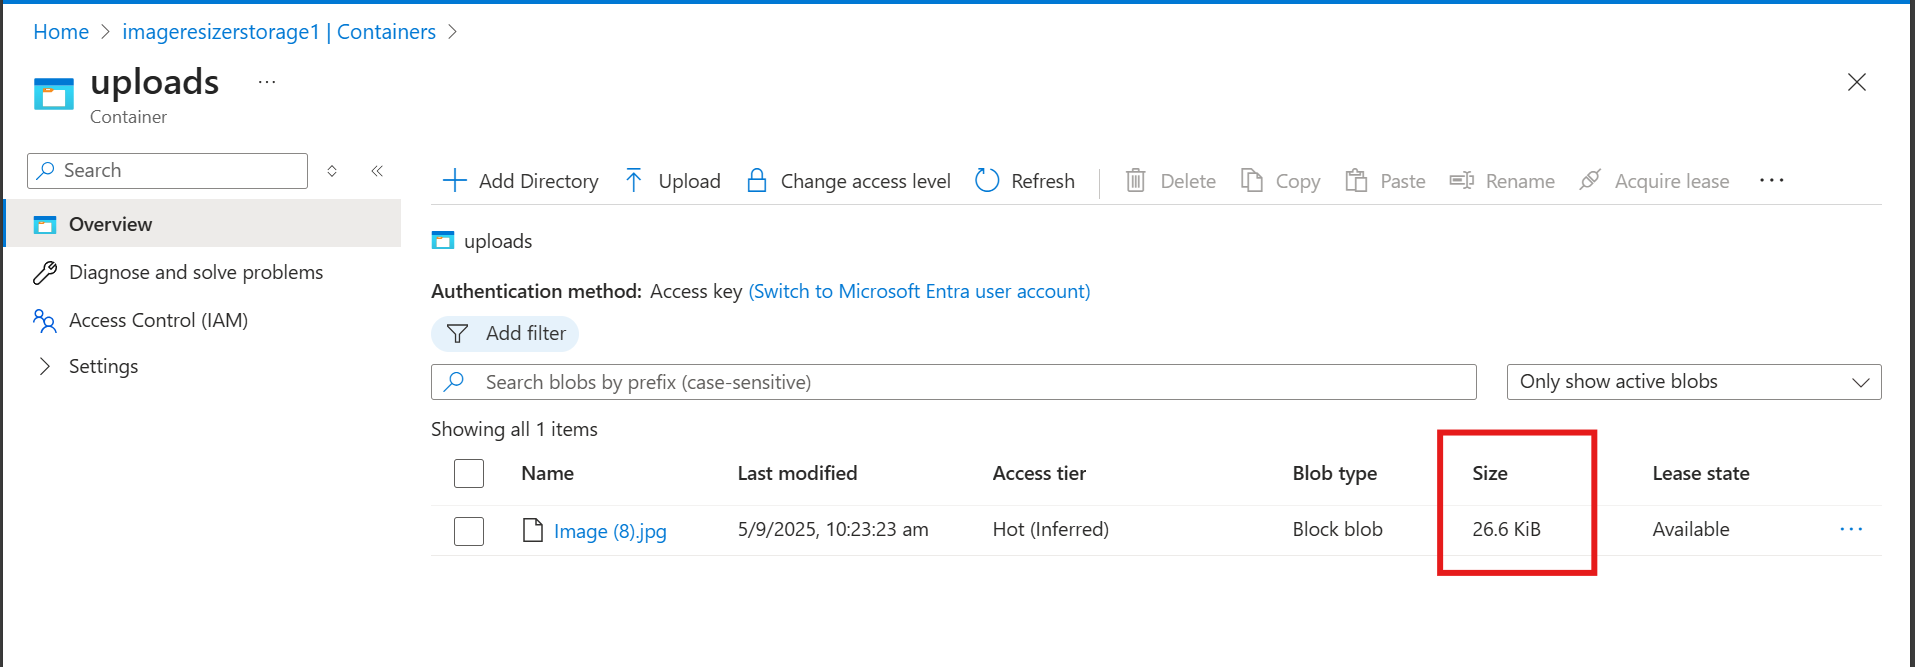 Home > imageresizerstorage1 | Containers >
uploads ...
Container
Search
Overview
Diagnose and solve problems
Access Control (IAM)
Settings
Add Directory Upload Change access level Refresh Delete Copy Paste Rename Acquire lease ...
uploads
Authentication method: Access key (Switch to Microsoft Entra user account)
Add filter
Search blobs by prefix (case-sensitive) Only show active blobs
Showing all 1 items
Name Last modified Access tier Blob type Size Lease state
Image (8).jpg 5/9/2025, 10:23:23 am Hot (Inferred) Block blob 26.6 KiB Available ...